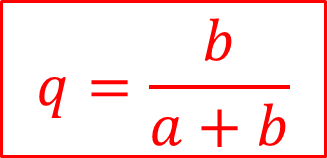 q = b / (a + b)